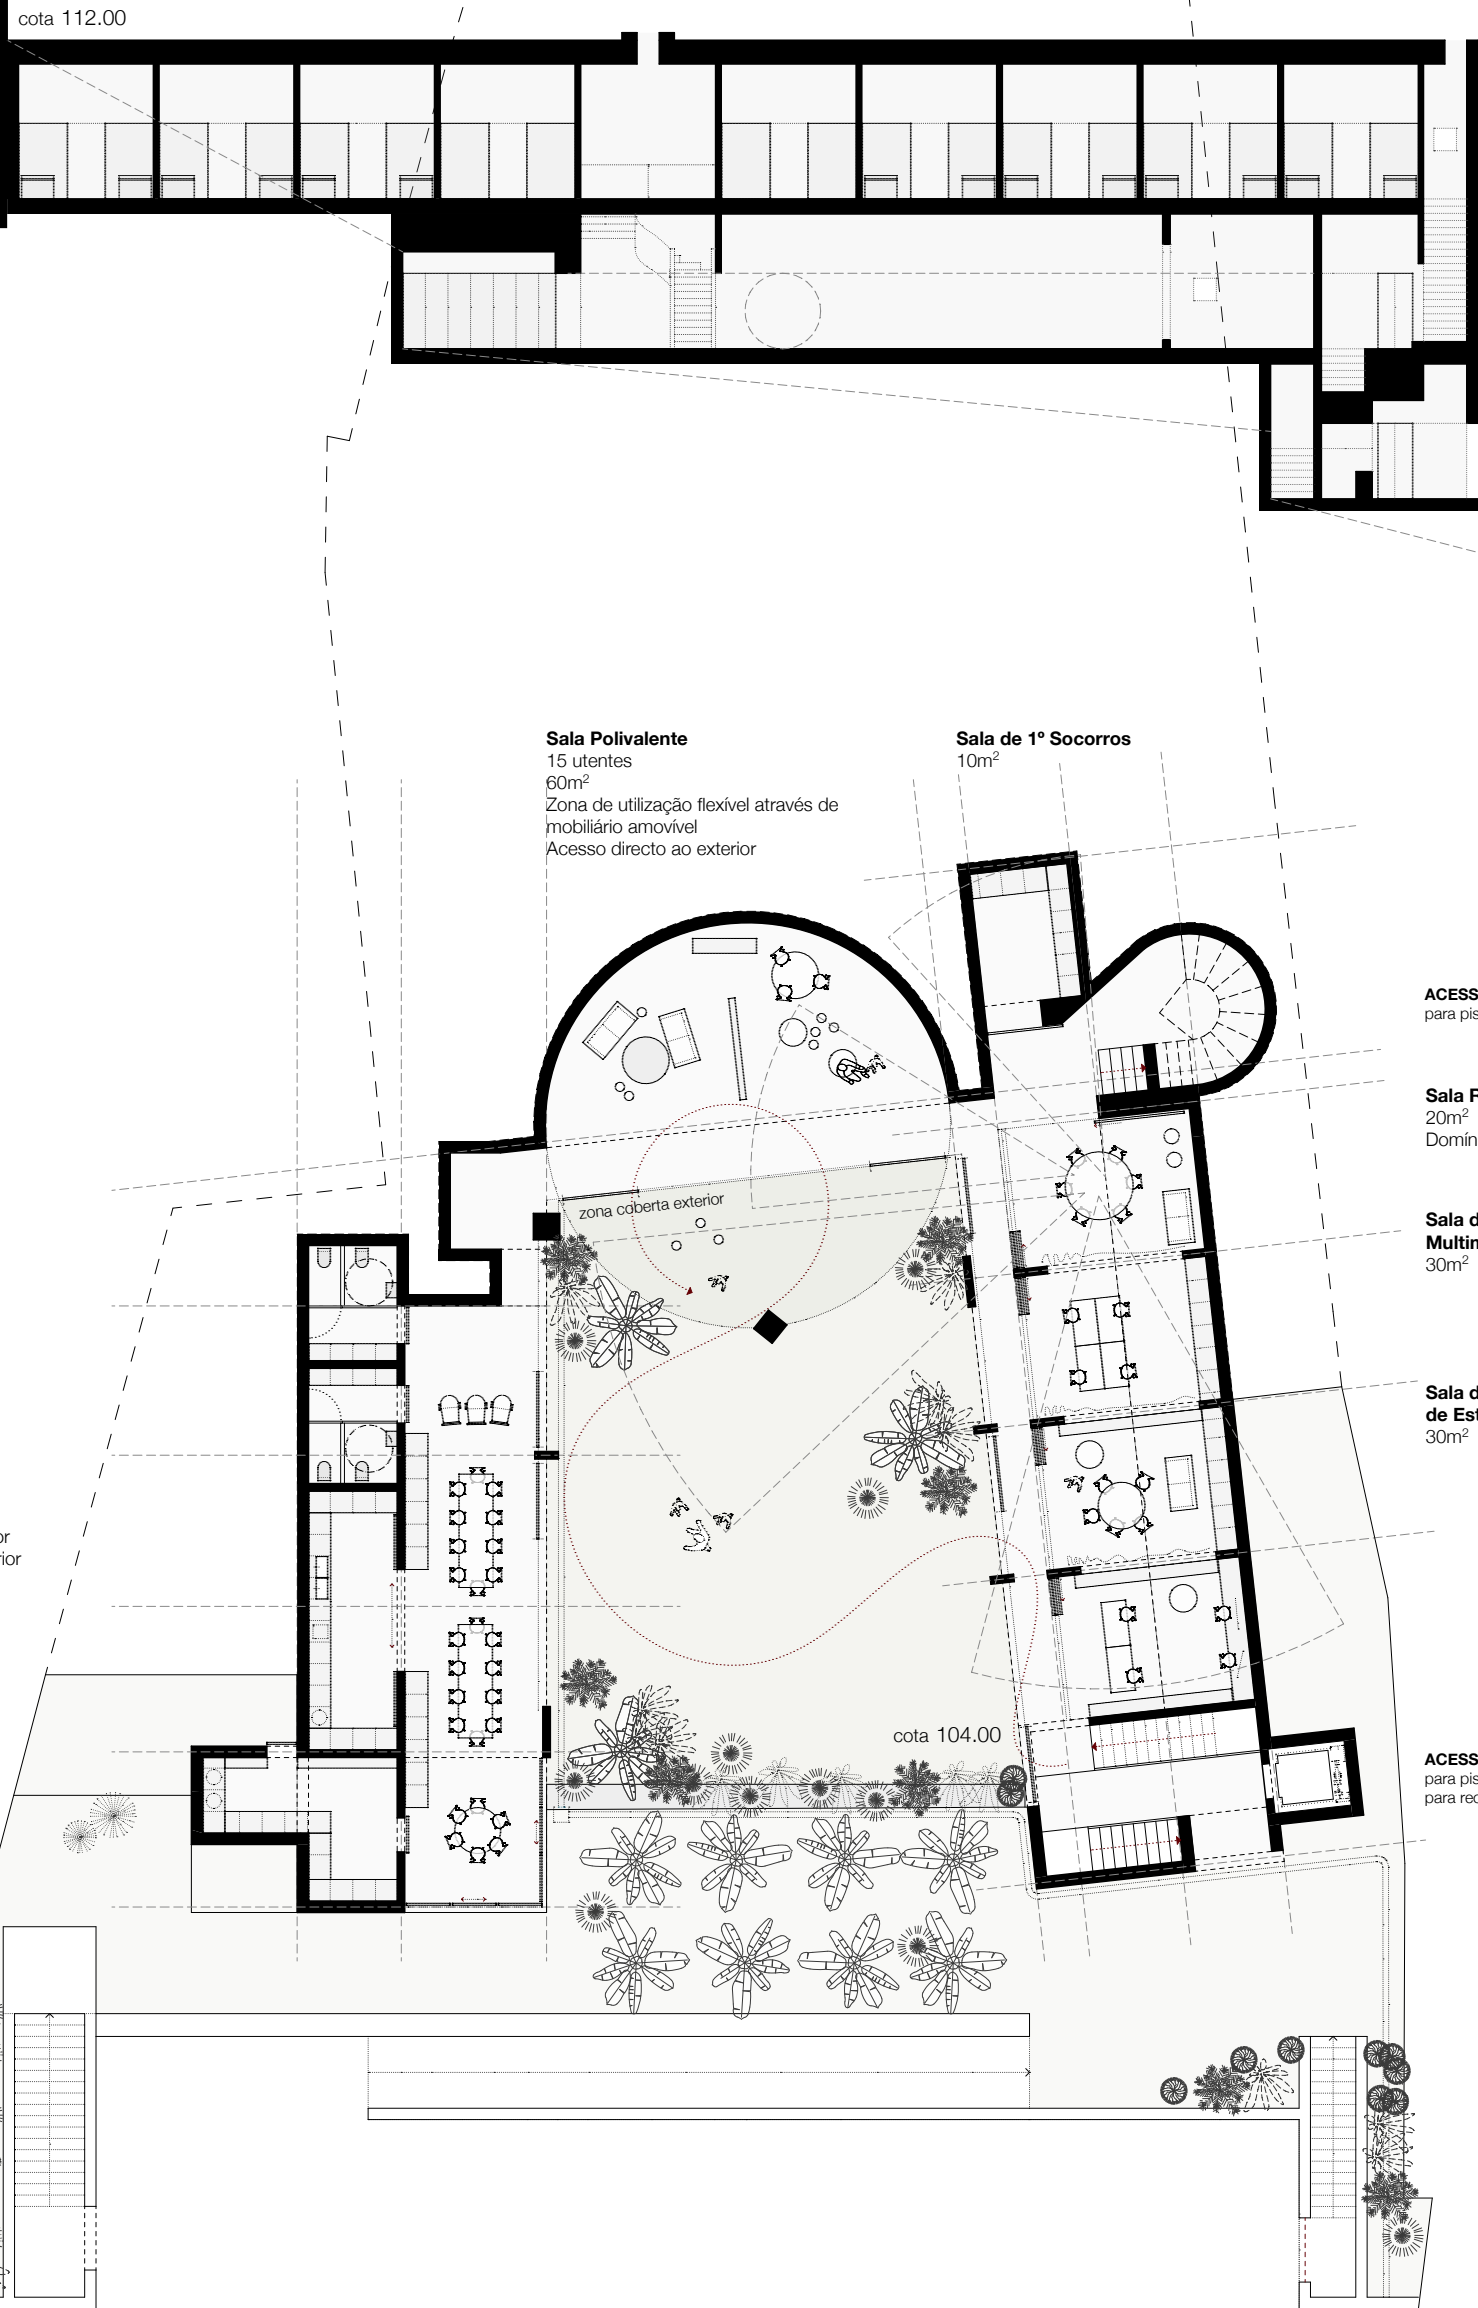 cota 112.00
Sala Polivalente
15 utentes
60m²
Zona de utilização flexível através de
mobiliário amovível
Acesso directo ao exterior
Sala de 1º Socorros
10m²
ACESS
para pis
Sala R
20m²
Domín
zona coberta exterior
Sala d
Multim
30m²
Sala d
de Est
30m²
or
rior
cota 104.00
ACESS
para pis
para rec